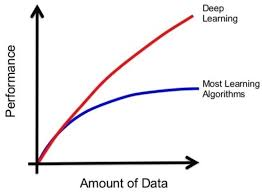 Deep
Learning
Most Learning
Algorithms
Performance
Amount of Data